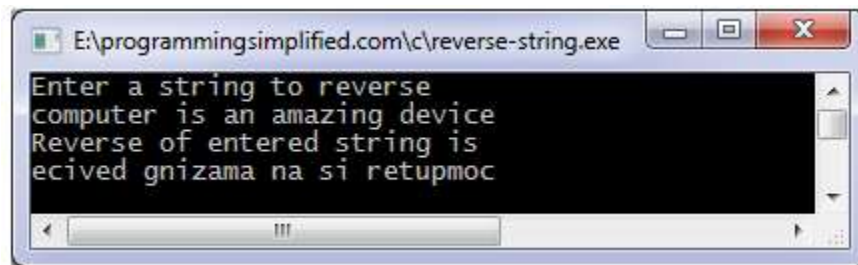 E:\programmingsimplified.com\c\reverse-string.exe
Enter a string to reverse
computer is an amazing device
Reverse of entered string is
ecived gnizama na si retupmoc